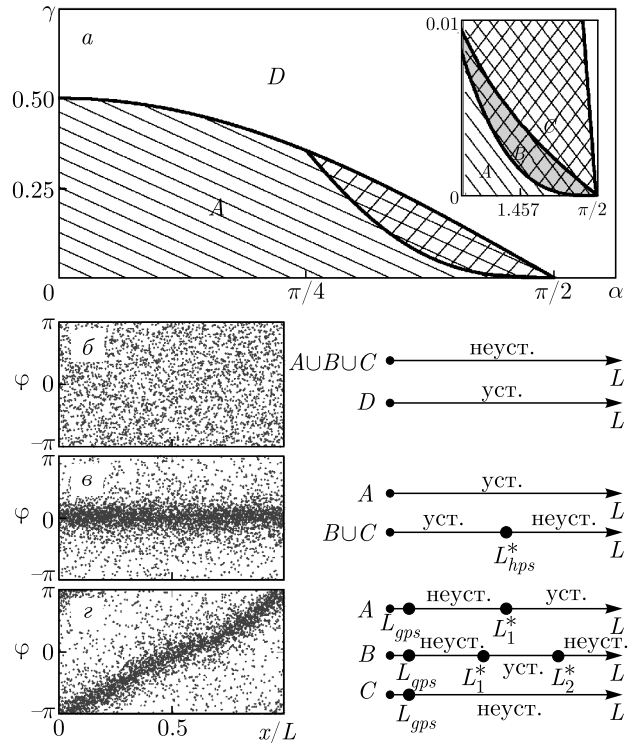 γ
а
D
0.50
0.25
A
0
π/4
π/2
α
0.01
C
B
A
0
1.457
π/2
π
б
φ
0
−π
A∪B∪C
неуст.
L
D
уст.
L
π
в
φ
0
−π
A
уст.
L
B∪C
уст.
неуст.
L*hps
L
π
г
φ
0
−π
0
0.5
x/L
A
неуст.
уст.
Lgps
L*1
L
B
неуст.
уст.
неуст.
Lgps
L*1
L*2
L
C
неуст.
Lgps
L